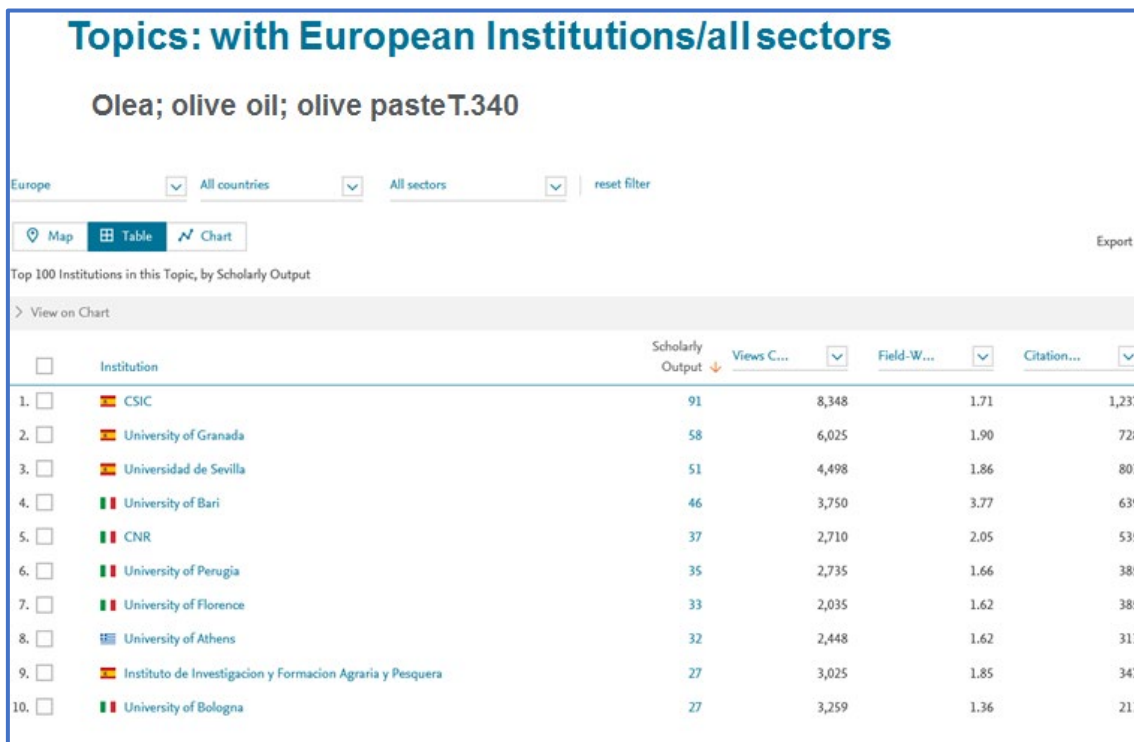 Topics: with European Institutions/all sectors
Olea; olive oil; olive pasteT.340
Europe All countries All sectors reset filter
Map Table Chart
Export
Top 100 Institutions in this Topic, by Scholarly Output
> View on Chart
Institution Scholarly Output Views C... Field-W... Citation...
1. CSIC 91 8,348 1.71
2. University of Granada 58 6,025 1.90
3. Universidad de Sevilla 51 4,498 1.86
4. University of Bari 46 3,750 3.77
5. CNR 37 2,710 2.05
6. University of Perugia 35 2,735 1.66
7. University of Florence 33 2,035 1.62
8. University of Athens 32 2,448 1.62
9. Instituto de Investigacion y Formacion Agraria y Pesquera 27 3,025 1.85
10. University of Bologna 27 3,259 1.36